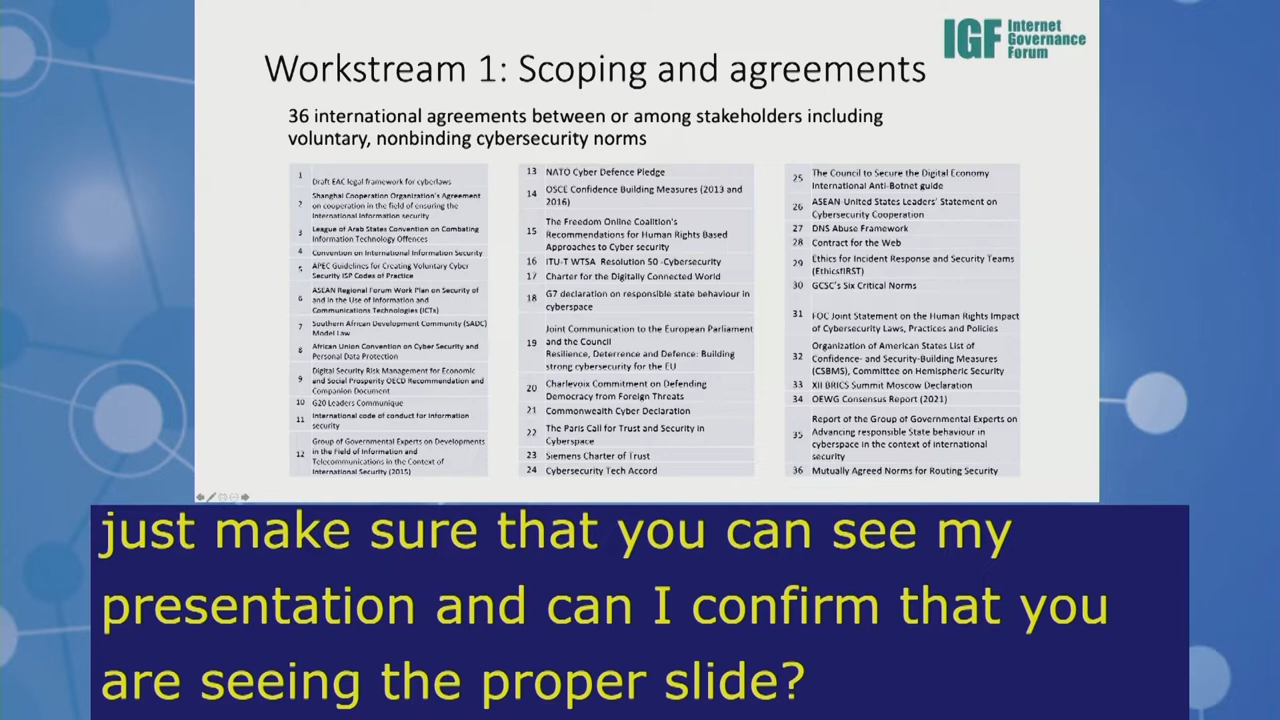 IGF Internet
Governance
Forum
Workstream 1: Scoping and agreements
36 international agreements between or among stakeholders including
voluntary, nonbinding cybersecurity norms
1 Draft EAC legal framework for cyberlaws
2 Shanghai Cooperation Organization's Agreement
on cooperation in the field of ensuring the
International Information security
3 League of Arab States Convention on Combating
Information Technology Offences
4 Convention on International Information Security
5 APEC Guidelines for Creating Voluntary Cyber
Security ISP Codes of Practice
6 ASEAN Regional Forum Work Plan on Security of
and in the Use of Information and
Communications Technologies (ICTs)
7 Southern African Development Community (SADC)
Model Law
8 African Union Convention on Cyber Security and
Personal Data Protection
9 Digital Security Risk Management for Economic
and Social Prosperity OECD Recommendation and
Companion Document
10 G20 Leaders Communique
11 International code of conduct for information
security
12 Group of Governmental Experts on Developments
in the Field of Information and
Telecommunications in the Context of
International Security (2015)
13 NATO Cyber Defence Pledge
14 OSCE Confidence Building Measures (2013 and
2016)
15 The Freedom Online Coalition's
Recommendations for Human Rights Based
Approaches to Cyber security
16 ITU-T WTSA Resolution 50 -Cybersecurity
17 Charter for the Digitally Connected World
18 G7 declaration on responsible state behaviour in
cyberspace
19 Joint Communication to the European Parliament
and the Council
Resilience, Deterrence and Defence: Building
strong cybersecurity for the EU
20 Charlevoix Commitment on Defending
Democracy from Foreign Threats
21 Commonwealth Cyber Declaration
22 The Paris Call for Trust and Security in
Cyberspace
23 Siemens Charter of Trust
24 Cybersecurity Tech Accord
25 The Council to Secure the Digital Economy
International Anti-Botnet guide
26 ASEAN-United States Leaders' Statement on
Cybersecurity Cooperation
27 DNS Abuse Framework
28 Contract for the Web
29 Ethics for Incident Response and Security Teams
(EthicsfIRST)
30 GCSC's Six Critical Norms
31 FOC Joint Statement on the Human Rights Impact
of Cybersecurity Laws, Practices and Policies
32 Organization of American States List of
Confidence- and Security-Building Measures
(CSBMS), Committee on Hemispheric Security
33 XII BRICS Summit Moscow Declaration
34 OEWG Consensus Report (2021)
35 Report of the Group of Governmental Experts on
Advancing responsible State behaviour in
cyberspace in the context of international
security
36 Mutually Agreed Norms for Routing Security
just make sure that you can see my
presentation and can I confirm that you
are seeing the proper slide?